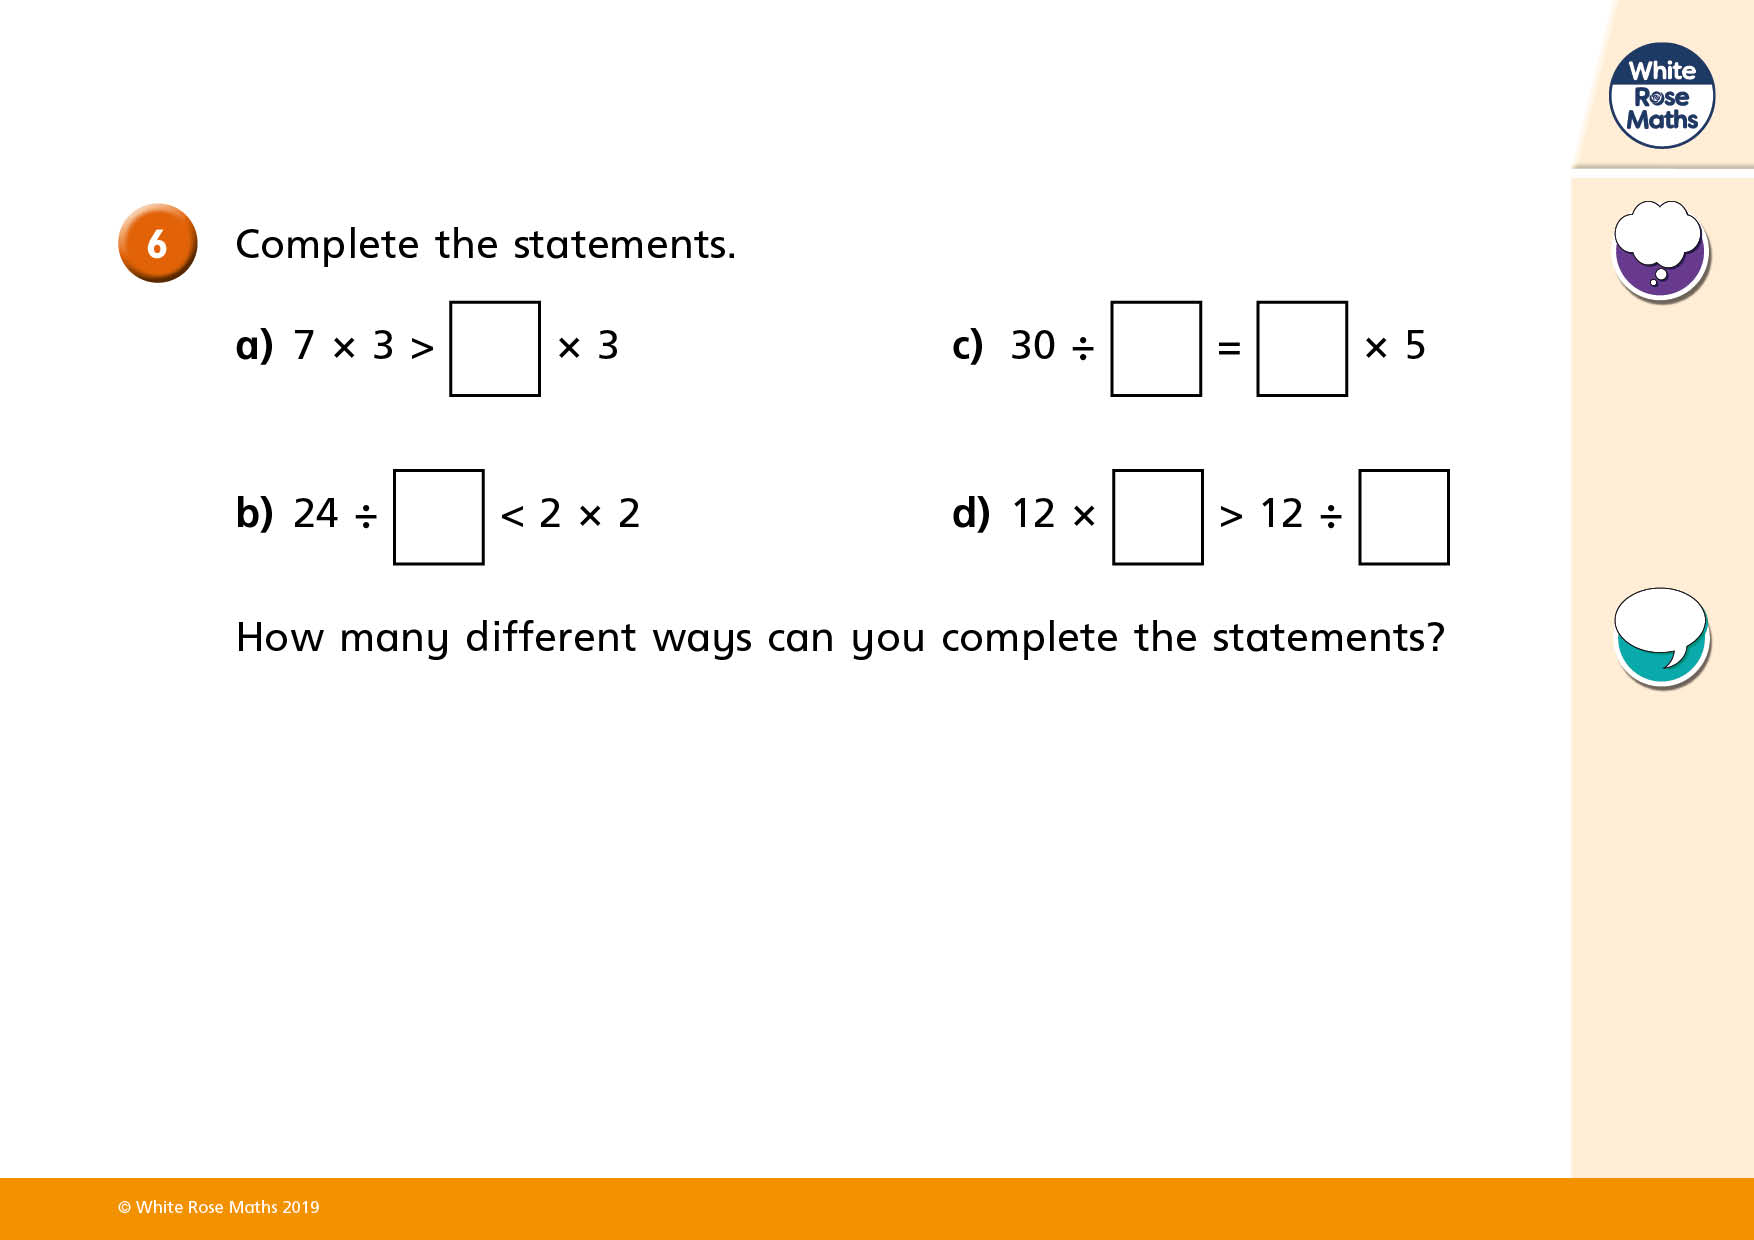 White
Rose
Maths
6 Complete the statements.
a) 7 × 3 > × 3
c) 30 ÷ = × 5
b) 24 ÷ < 2 × 2
d) 12 × > 12 ÷
How many different ways can you complete the statements?
© White Rose Maths 2019